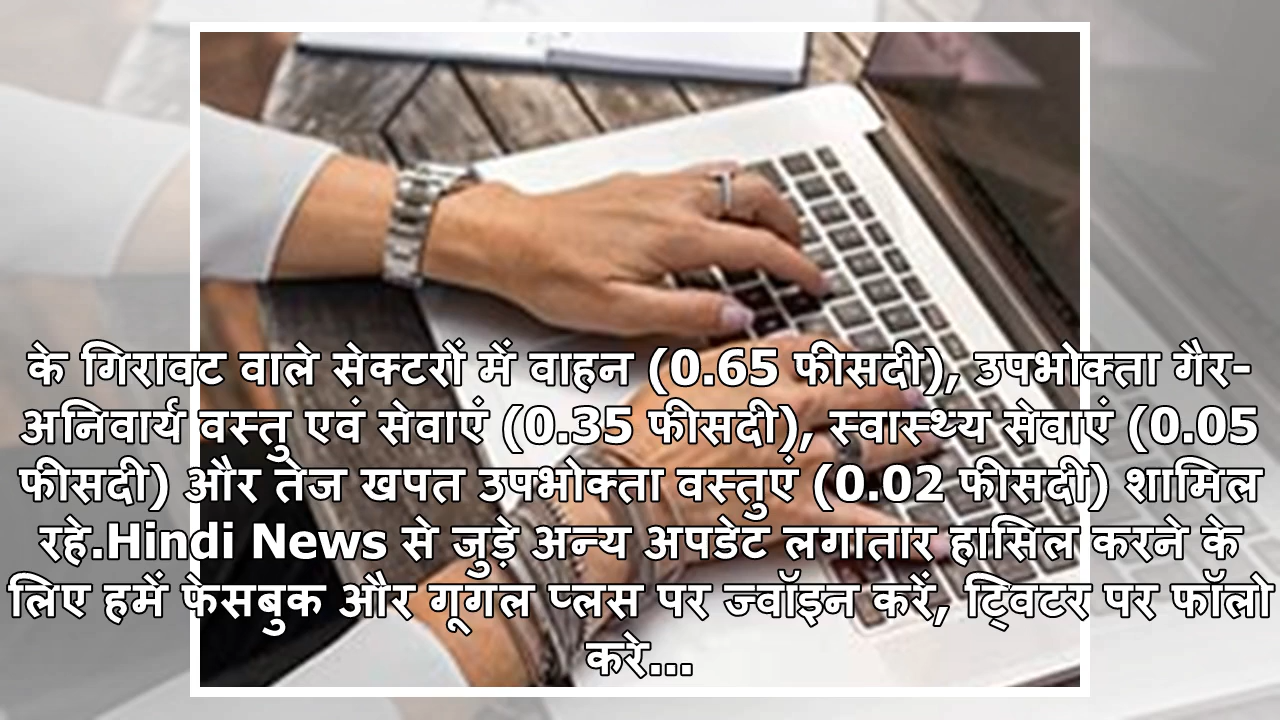 के गिरावट वाले सेक्टरों में वाहन (0.65 फीसदी), उपभोक्ता गैर-
अनिवार्य वस्तु एवं सेवाएं (0.35 फीसदी), स्वास्थ्य सेवाएं (0.05
फीसदी) और तेज खपत उपभोक्ता वस्तुएं (0.02 फीसदी) शामिल
रहे.Hindi News से जुड़े अन्य अपडेट लगातार हासिल करने के
लिए हमें फेसबुक और गूगल प्लस पर ज्वॉइन करें, ट्विटर पर फॉलो
करे...